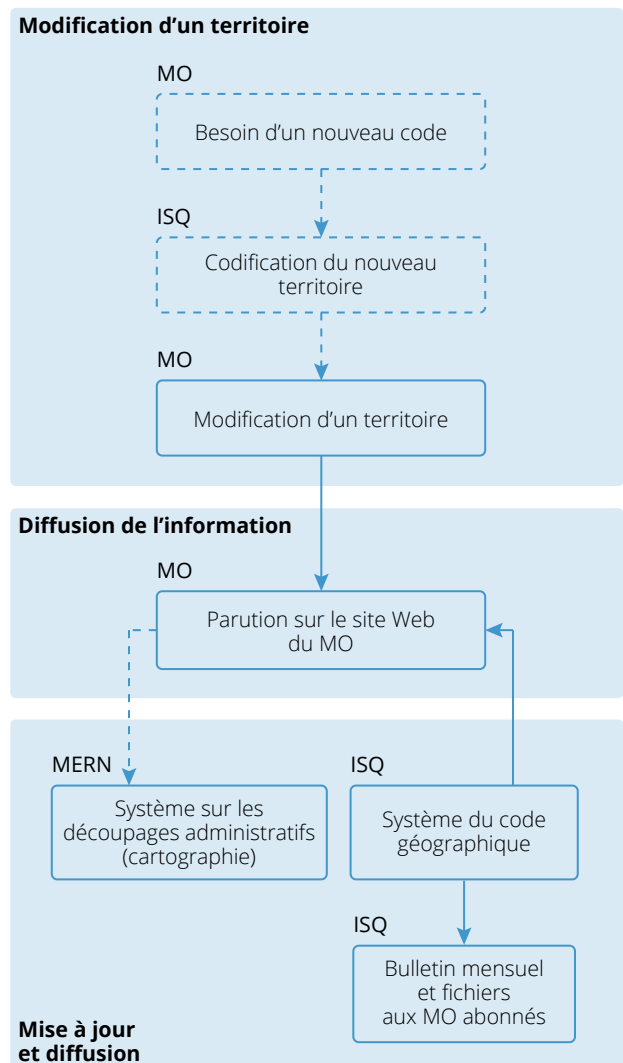 Modification d’un territoire
MO
Besoin d’un nouveau code
ISQ
Codification du nouveau
territoire
MO
Modification d’un territoire
Diffusion de l’information
MO
Parution sur le site Web
du MO
MERN
Système sur les
découpages administratifs
(cartographie)
ISQ
Système du code
géographique
ISQ
Bulletin mensuel
et fichiers
aux MO abonnés
Mise à jour
et diffusion